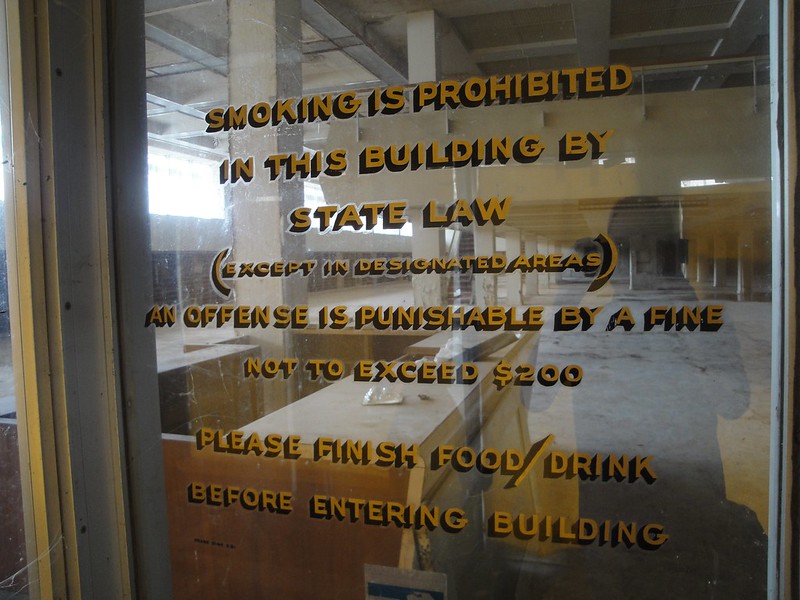 SMOKING IS PROHIBITED
IN THIS BUILDING BY
STATE LAW
(EXCEPT IN DESIGNATED AREAS)
AN OFFENSE IS PUNISHABLE BY A FINE
NOT TO EXCEED $200
PLEASE FINISH FOOD/DRINK
BEFORE ENTERING BUILDING